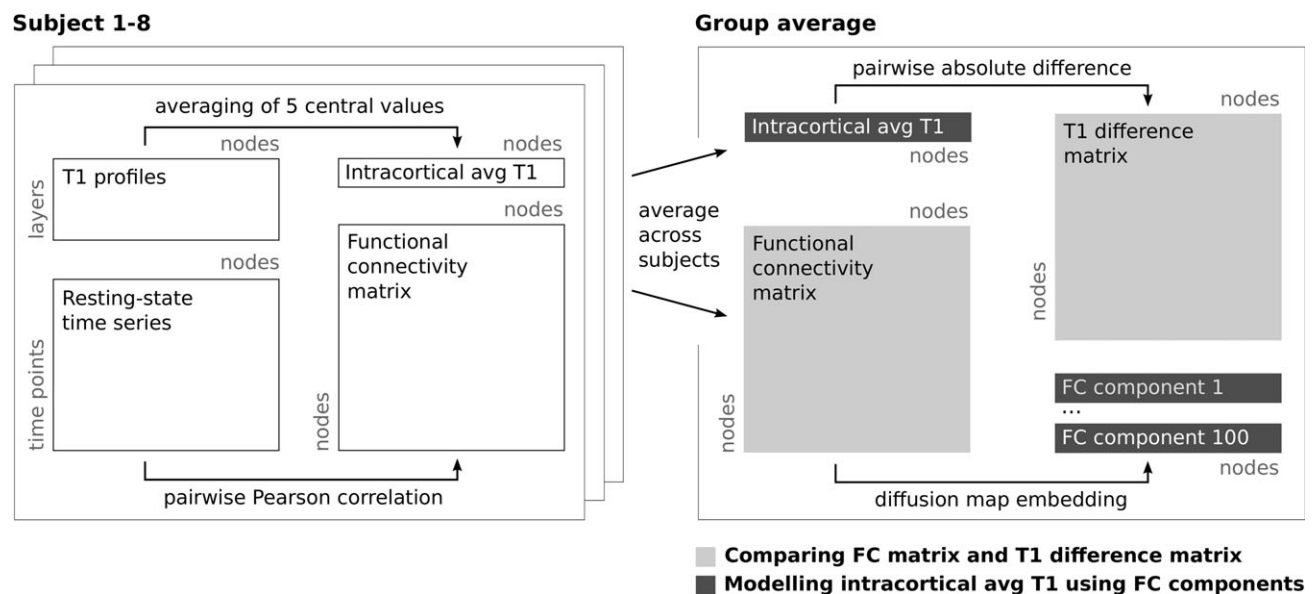 Subject 1-8
averaging of 5 central values
nodes
layers
T1 profiles
Intracortical avg T1
nodes
nodes
time points
Resting-state
time series
nodes
Functional
connectivity
matrix
pairwise Pearson correlation
average
across
subjects
Group average
pairwise absolute difference
Intracortical avg T1
nodes
nodes
T1 difference
matrix
nodes
nodes
Functional
connectivity
matrix
nodes
FC component 1
...
FC component 100
nodes
diffusion map embedding
Comparing FC matrix and T1 difference matrix
Modelling intracortical avg T1 using FC components